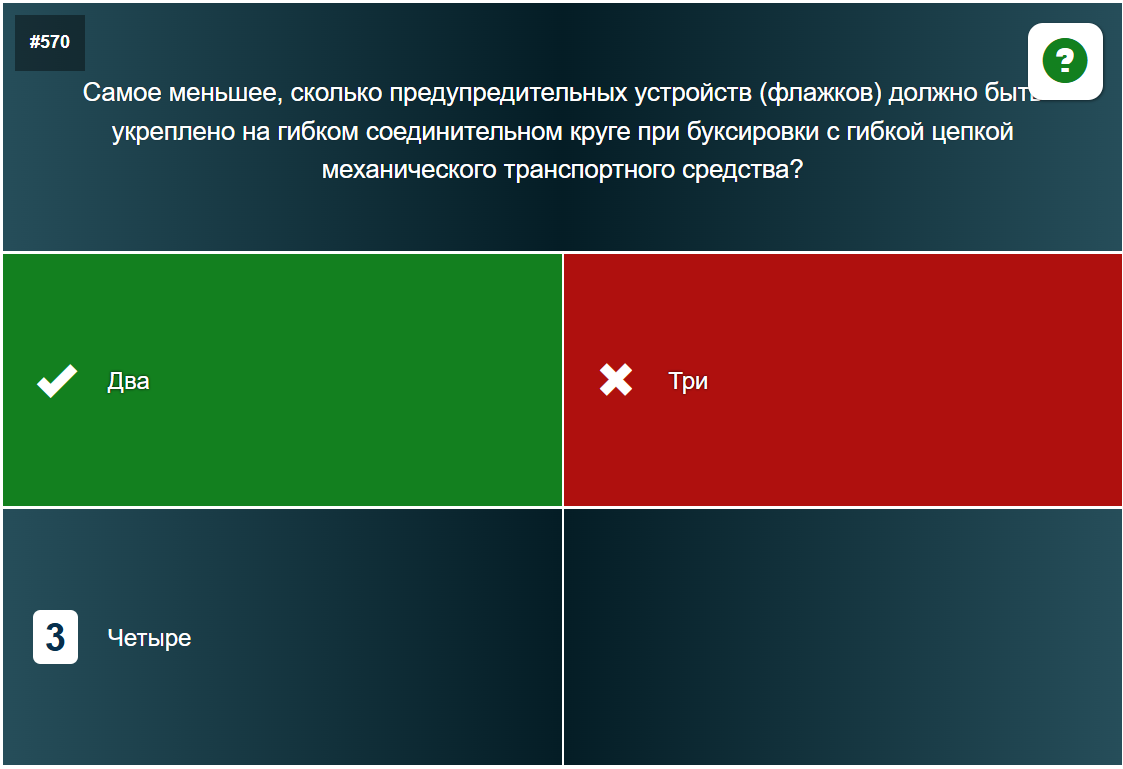 #570
Самое меньшее, сколько предупредительных устройств (флажков) должно быть
укреплено на гибком соединительном круге при буксировки с гибкой цепкой
механического транспортного средства?
Два
Три
3 Четыре